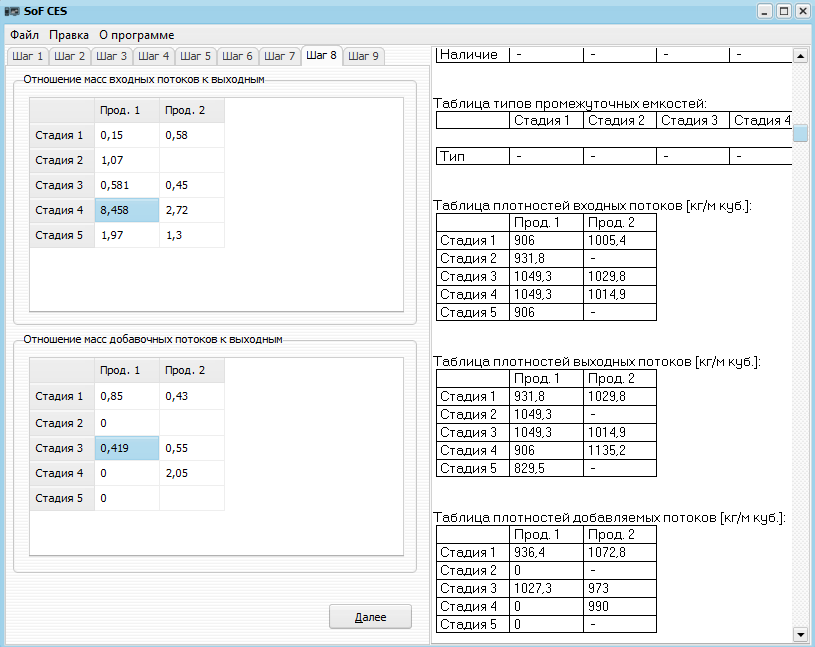 SoF CES
Файл Правка О программе
Шаг 1 Шаг 2 Шаг 3 Шаг 4 Шаг 5 Шаг 6 Шаг 7 Шаг 8 Шаг 9
Отношение масс входных потоков к выходным
Прод. 1 Прод. 2
Стадия 1 0,15 0,58
Стадия 2 1,07
Стадия 3 0,581 0,45
Стадия 4 8,458 2,72
Стадия 5 1,97 1,3
Отношение масс добавочных потоков к выходным
Прод. 1 Прод. 2
Стадия 1 0,85 0,43
Стадия 2 0
Стадия 3 0,419 0,55
Стадия 4 0 2,05
Стадия 5 0
Далее
Наличие - - - -
Таблица типов промежуточных емкостей:
Стадия 1 Стадия 2 Стадия 3 Стадия 4
Тип - - - -
Таблица плотностей входных потоков [кг/м куб.]:
Прод. 1 Прод. 2
Стадия 1 906 1005,4
Стадия 2 931,8 -
Стадия 3 1049,3 1029,8
Стадия 4 1049,3 1014,9
Стадия 5 906 -
Таблица плотностей выходных потоков [кг/м куб.]:
Прод. 1 Прод. 2
Стадия 1 931,8 1029,8
Стадия 2 1049,3 -
Стадия 3 1049,3 1014,9
Стадия 4 906 1135,2
Стадия 5 829,5 -
Таблица плотностей добавляемых потоков [кг/м куб.]:
Прод. 1 Прод. 2
Стадия 1 936,4 1072,8
Стадия 2 0 -
Стадия 3 1027,3 973
Стадия 4 0 990
Стадия 5 0 -